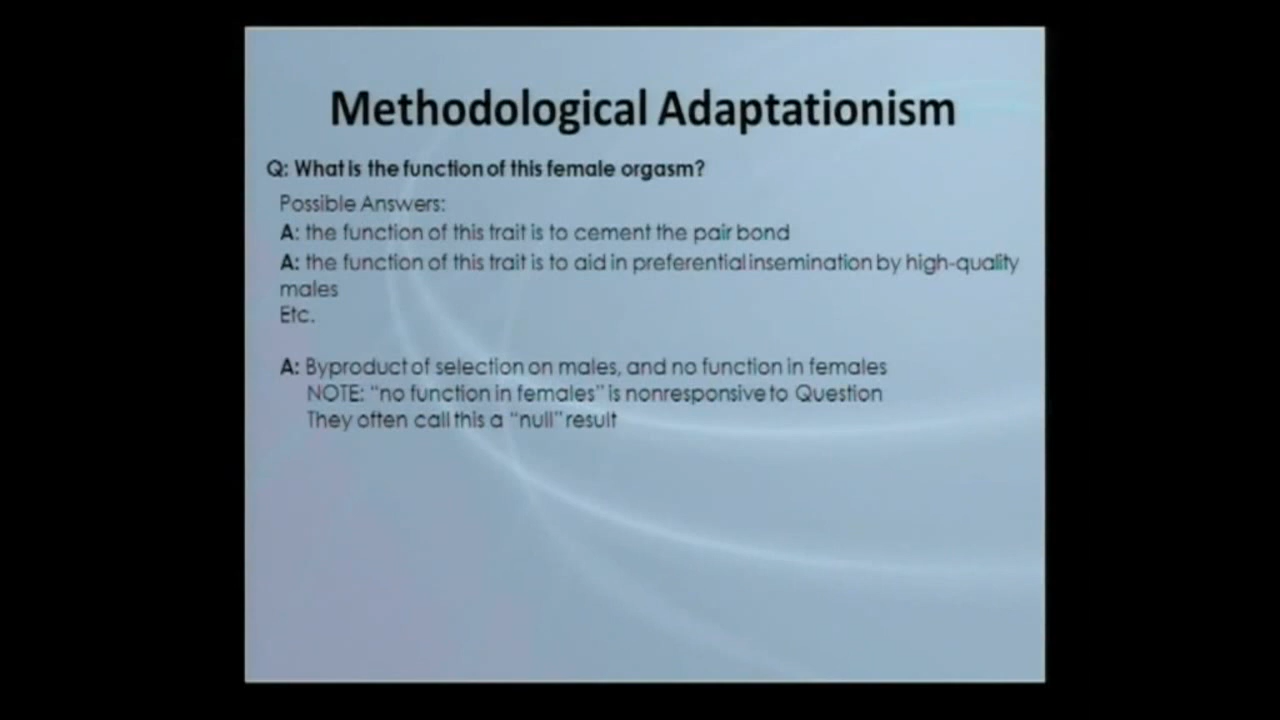 Methodological Adaptationism
Q: What is the function of this female orgasm?
Possible Answers:
A: the function of this trait is to cement the pair bond
A: the function of this trait is to aid in preferential insemination by high-quality
males
Etc.
A: Byproduct of selection on males, and no function in females
NOTE: “no function in females” is nonresponsive to Question
They often call this a “null” result